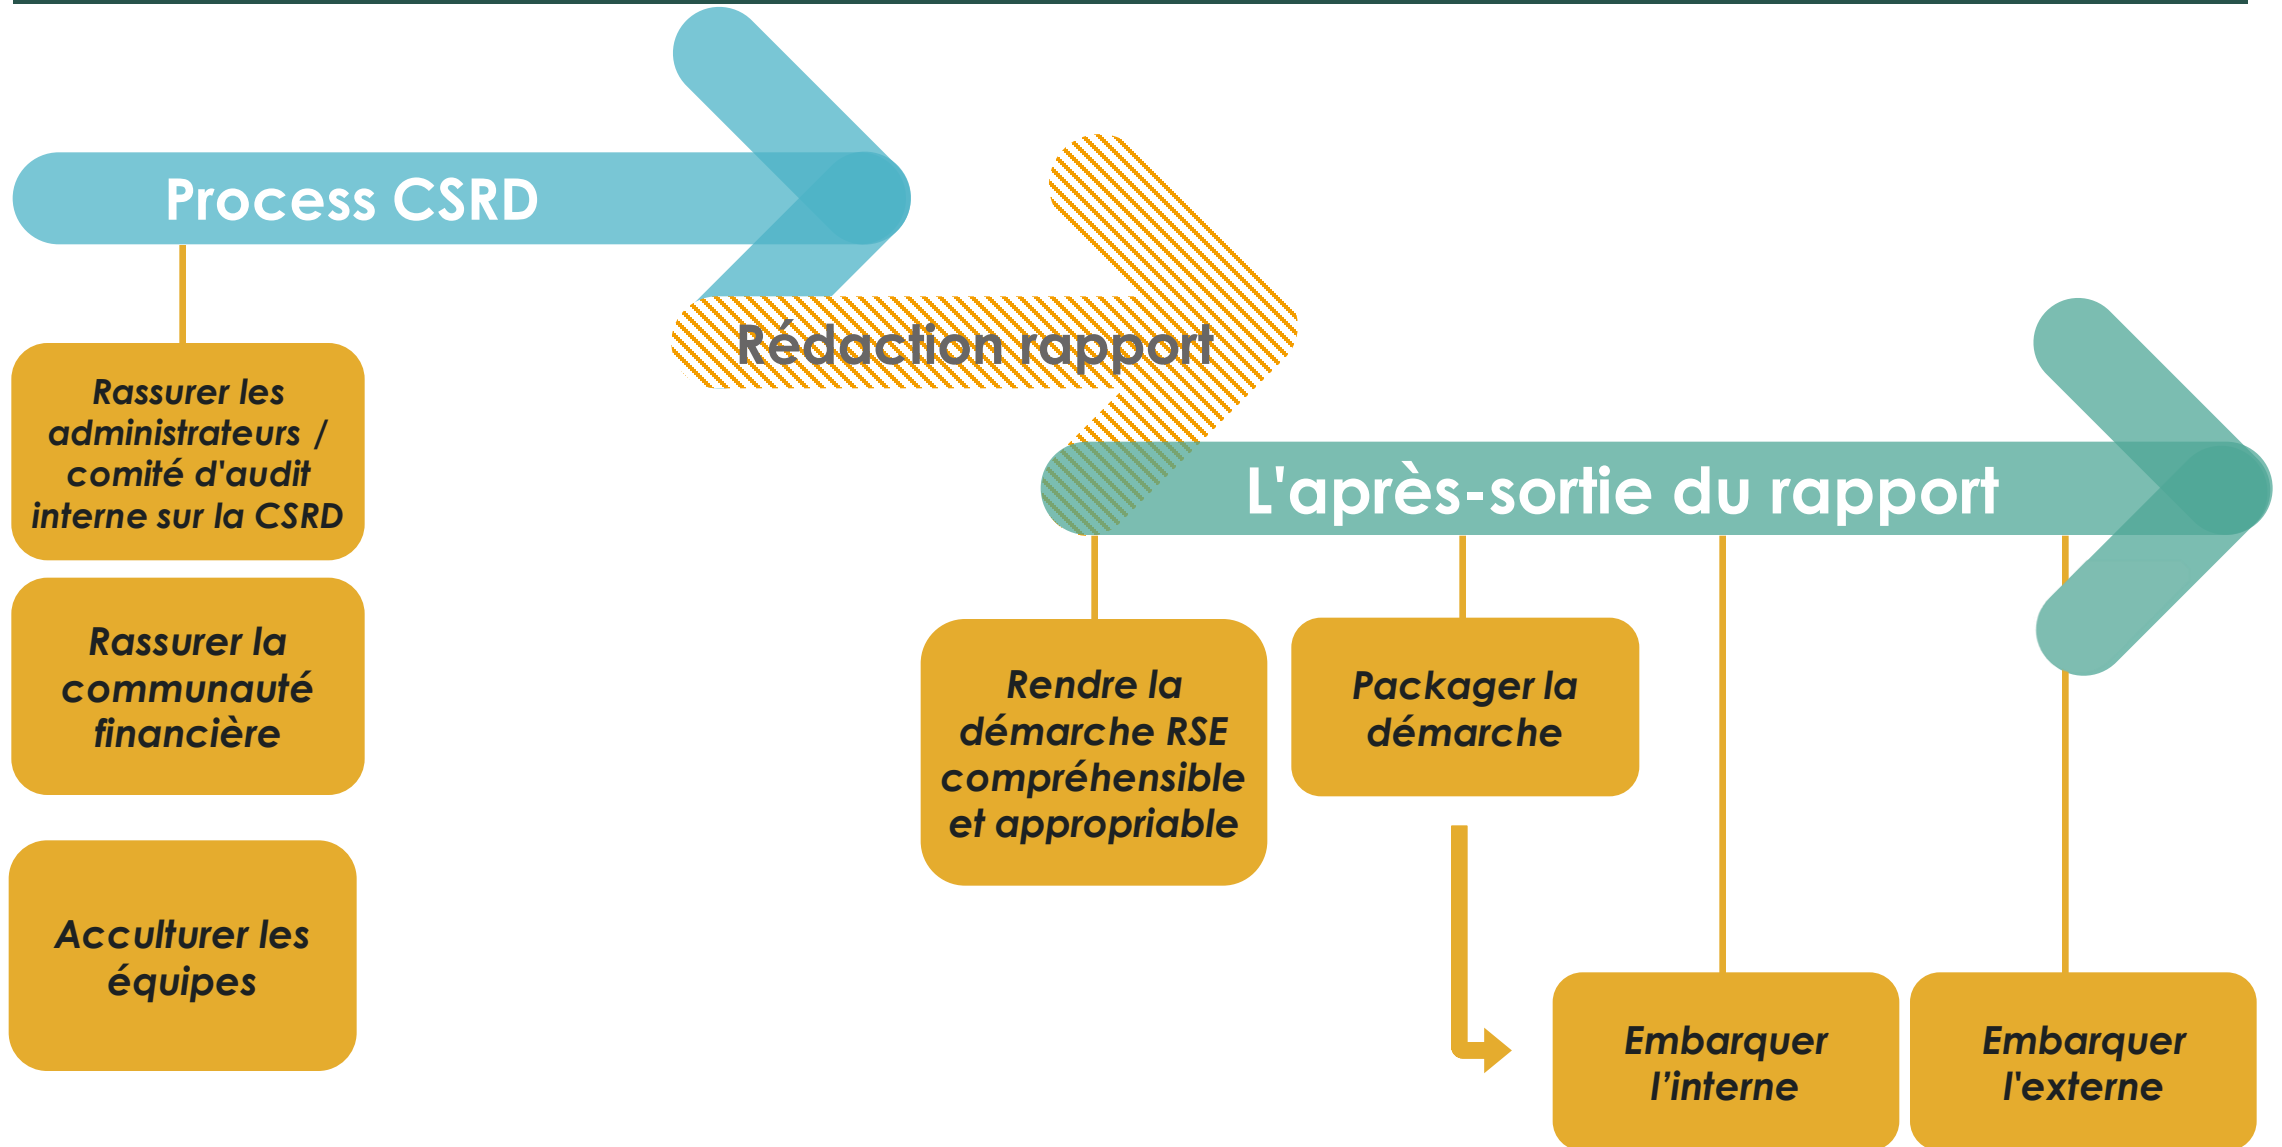 Process CSRD
Rédaction rapport
L'après-sortie du rapport
Rassurer les
administrateurs /
comité d'audit
interne sur la CSRD
Rassurer la
communauté
financière
Acculturer les
équipes
Rendre la
démarche RSE
compréhensible
et appropriable
Packager la
démarche
Embarquer
l’interne
Embarquer
l'externe